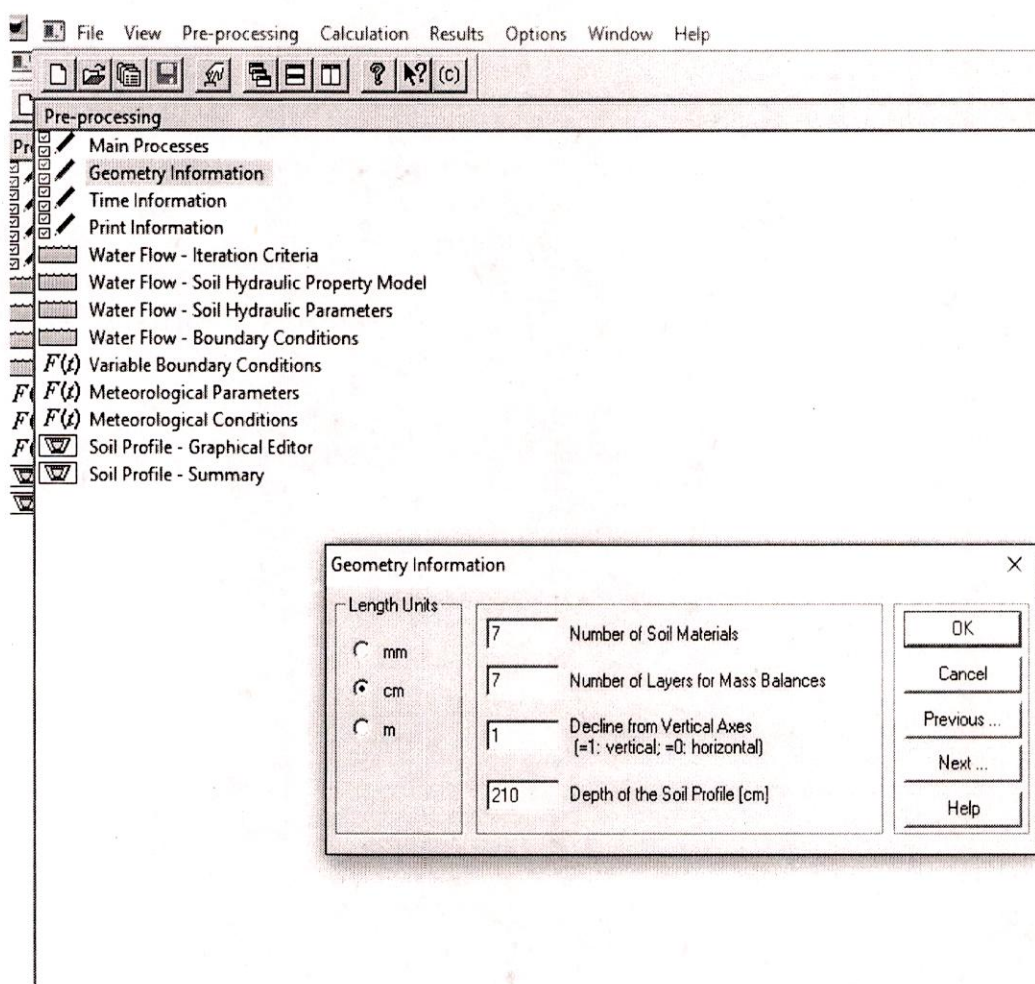 File View Pre-processing Calculation Results Options Window Help
(C)
Pre-processing
Main Processes
Geometry Information
Time Information
Print Information
Water Flow - Iteration Criteria
Water Flow - Soil Hydraulic Property Model
Water Flow - Soil Hydraulic Parameters
Water Flow - Boundary Conditions
F(t) Variable Boundary Conditions
F(t) Meteorological Parameters
F(t) Meteorological Conditions
Soil Profile - Graphical Editor
Soil Profile - Summary
Geometry Information
Length Units
mm
cm
m
7 Number of Soil Materials
7 Number of Layers for Mass Balances
1 Decline from Vertical Axes
(=1: vertical; =0: horizontal)
210 Depth of the Soil Profile [cm]
OK
Cancel
Previous ...
Next ...
Help